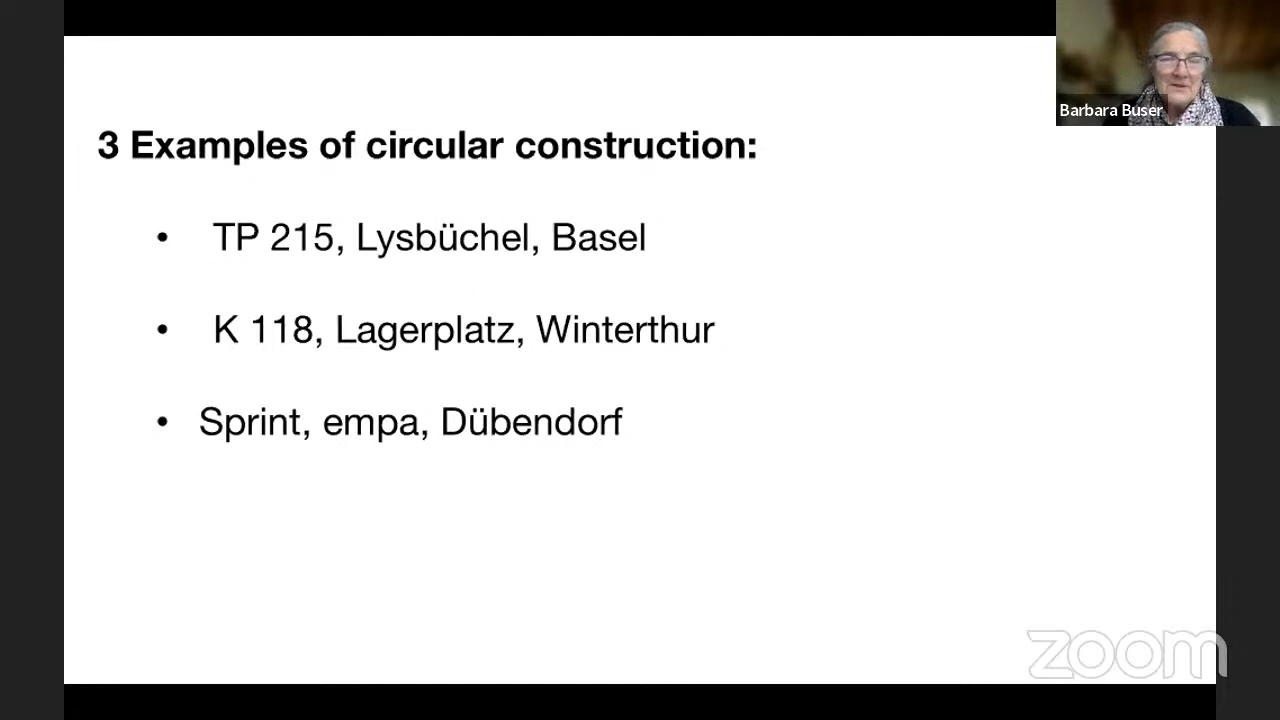 Barbara Buser
3 Examples of circular construction:
• TP 215, Lysbüchel, Basel
• K 118, Lagerplatz, Winterthur
• Sprint, empa, Dübendorf
zoom